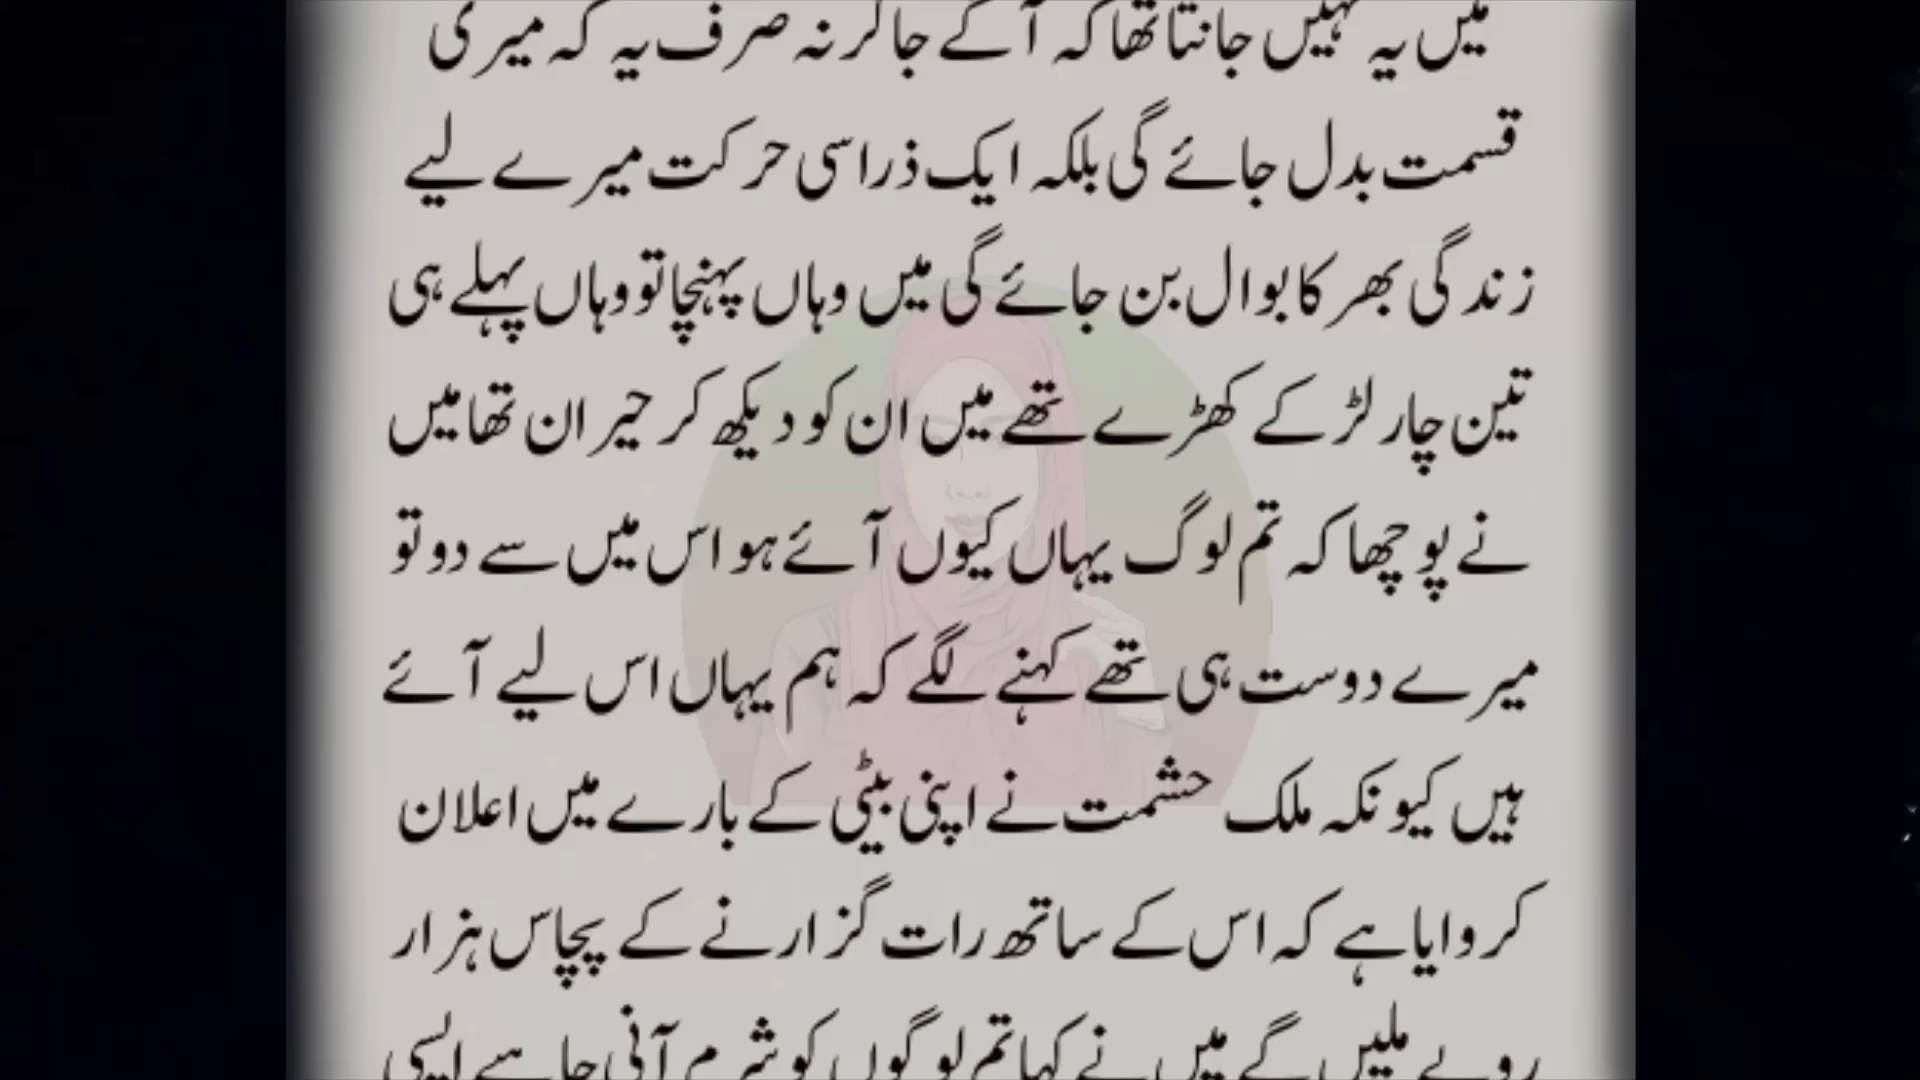 میں یہ نہیں جانتا تھا کہ آگے جا کر نہ صرف یہ کہ میری
قسمت بدل جائے گی بلکہ ایک ذرا سی حرکت میرے لیے
زندگی بھر کا بوال بن جائے گی میں وہاں پہنچا تو وہاں پہلے ہی
تین چار لڑکے کھڑے تھے میں ان کو دیکھ کر حیران تھا میں
نے پوچھا کہ تم لوگ یہاں کیوں آئے ہو اس میں سے دو تو
میرے دوست ہی تھے کہنے لگے کہ ہم یہاں اس لیے آئے
ہیں کیونکہ ملک حشمت نے اپنی بیٹی کے بارے میں اعلان
کروایا ہے کہ اس کے ساتھ رات گزارنے کے پچاس ہزار
روپے ملیں گے میں نے کہا تم لوگوں کو شرم آنی چاہیے ایسی